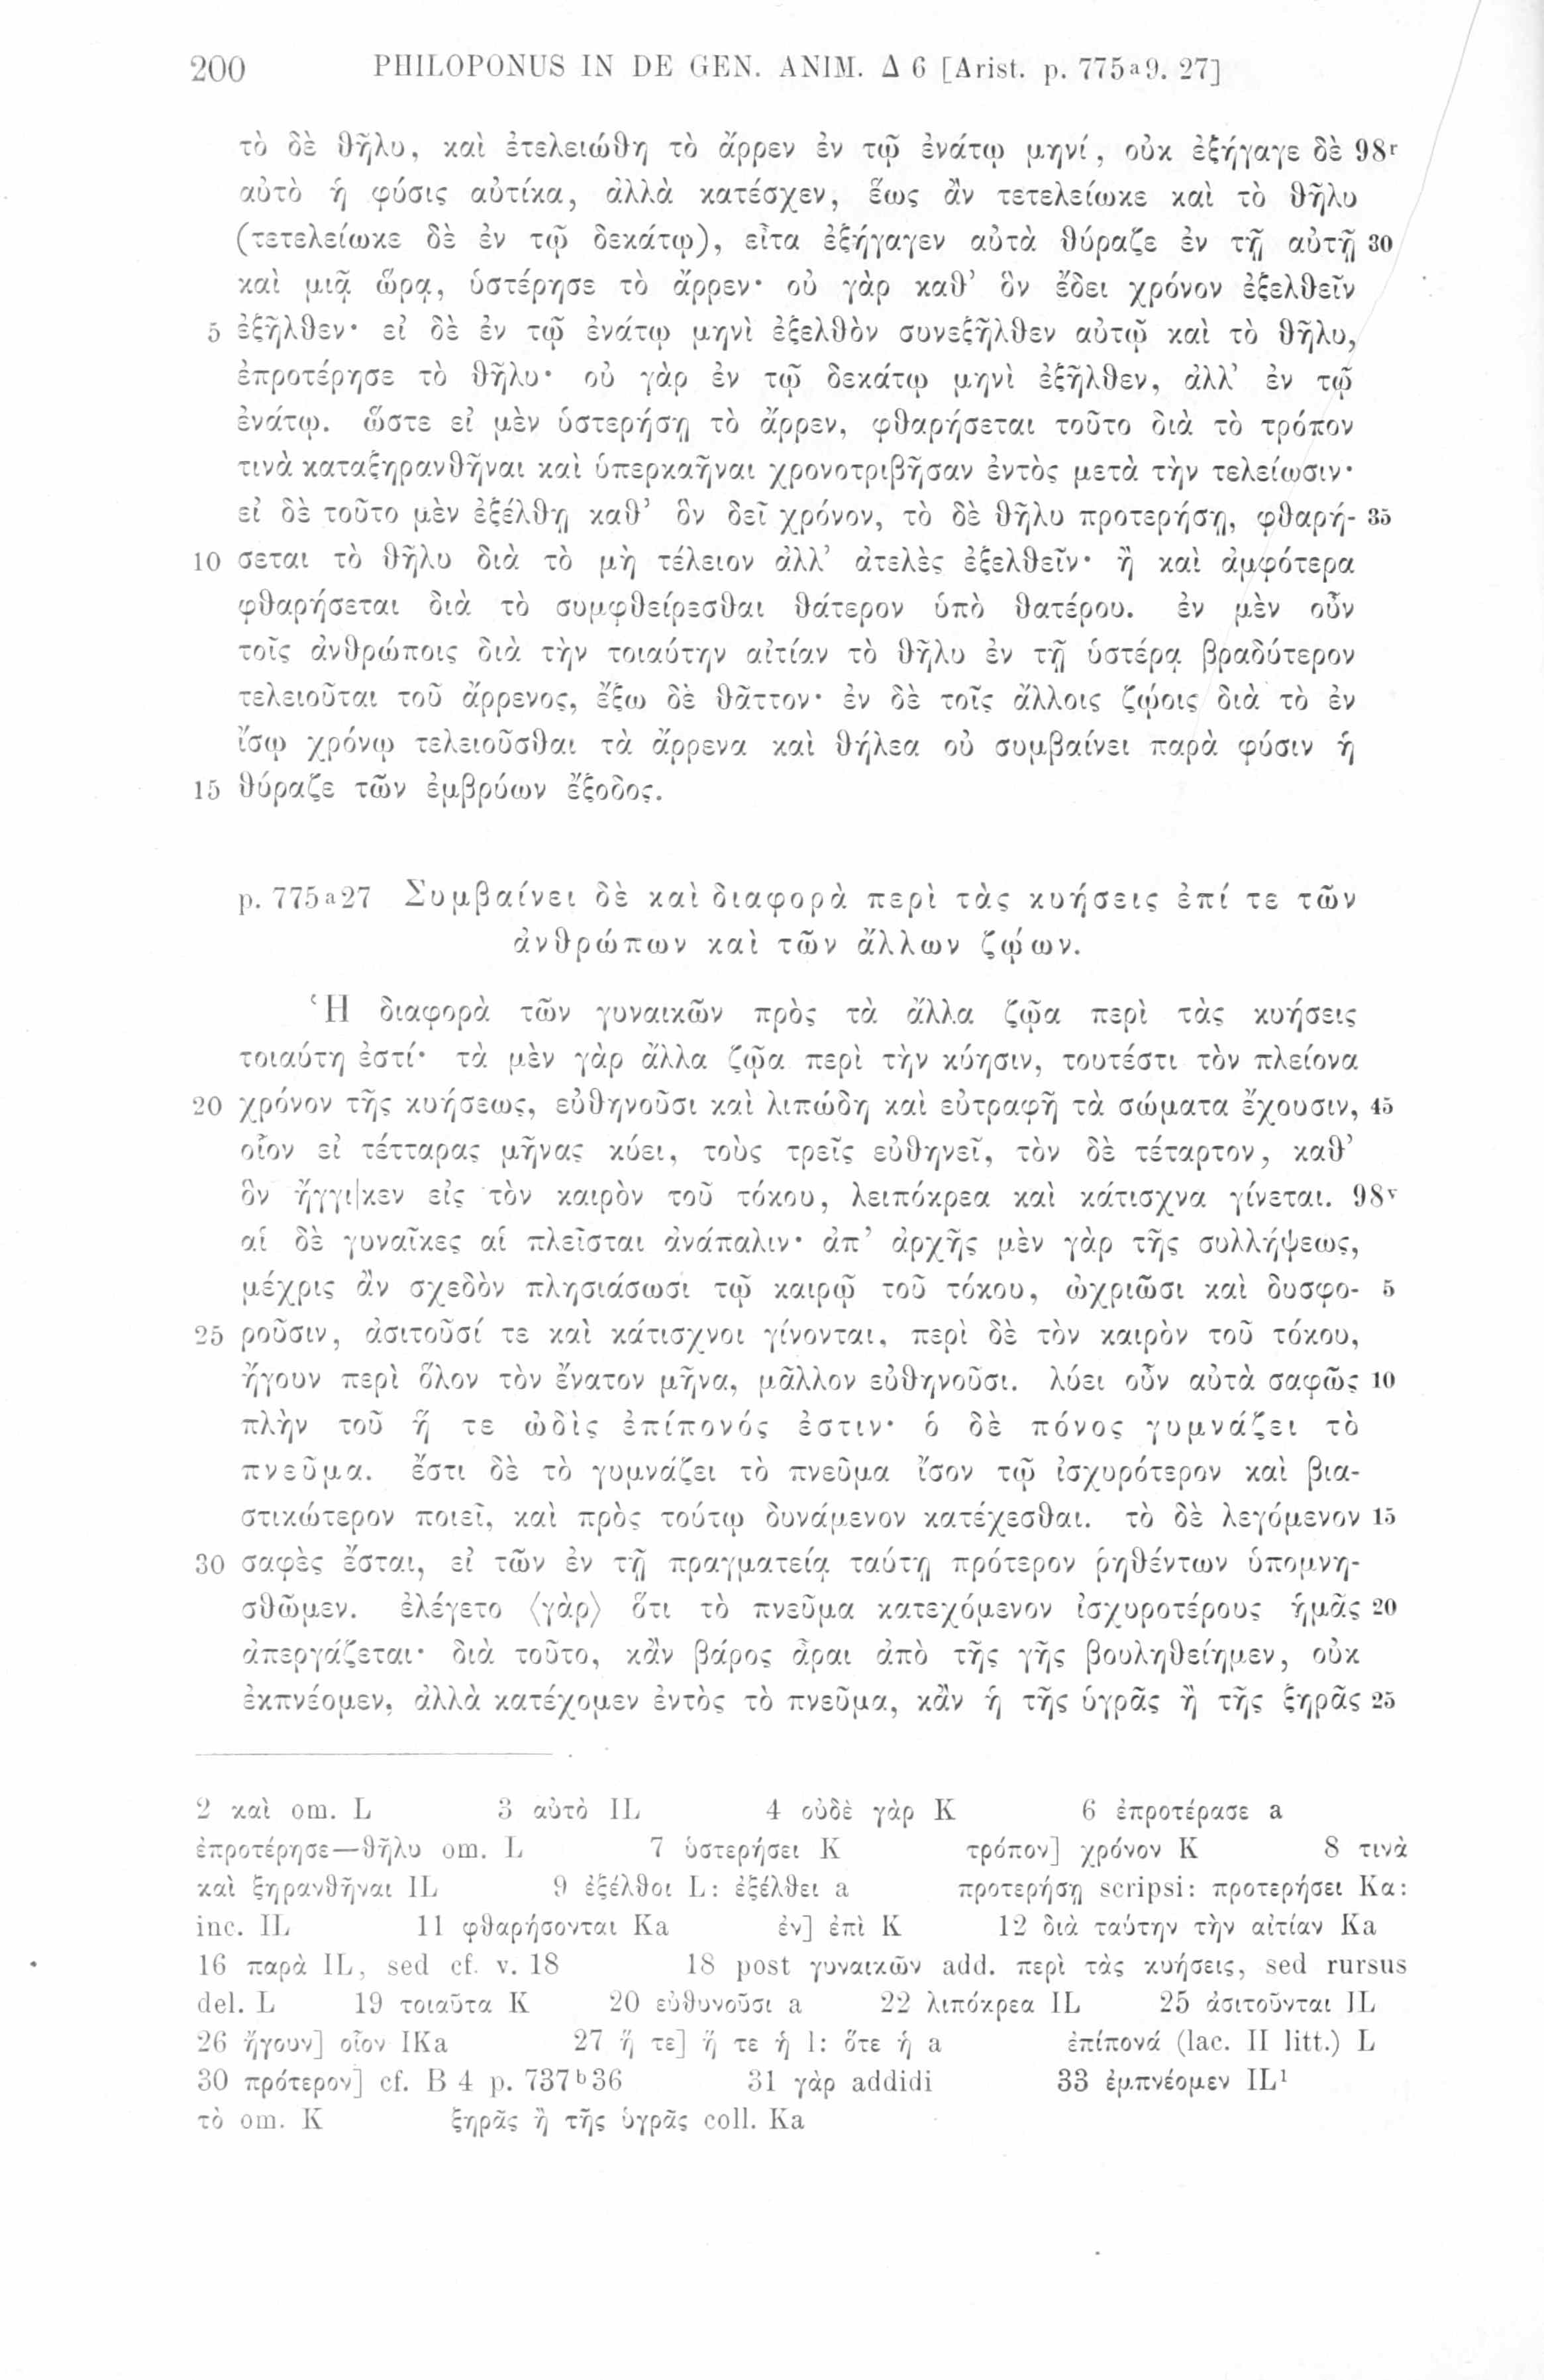 200 PHILOPONUS IN DE GEN. ANIM. Δ 6 [Arist. p. 775a9. 27]
τὸ δὲ θῆλυ, καὶ ἐτελειώθη τὸ ἄρρεν ἐν τῷ ἐνάτῳ μηνί, οὐκ ἐξήγαγε δὲ 98r
αὐτὸ ἡ φύσις αὐτίκα, ἀλλὰ κατέσχεν, ἕως ἂν τετελείωκε καὶ τὸ θῆλυ
(τετελείωκε δὲ ἐν τῷ δεκάτῳ), εἶτα ἐξήγαγεν αὐτὰ θύραζε ἐν τῇ αὐτῇ 30
καὶ μιᾷ ὥρᾳ, ὑστέρησε τὸ ἄρρεν· οὐ γὰρ καθ’ ὃν ἔδει χρόνον ἐξελθεῖν
5 ἐξῆλθεν· εἰ δὲ ἐν τῷ ἐνάτῳ μηνὶ ἐξελθὸν συνεξῆλθεν αὐτῷ καὶ τὸ θῆλυ,
ἐπροτέρησε τὸ θῆλυ· οὐ γὰρ ἐν τῷ δεκάτῳ μηνὶ ἐξῆλθεν, ἀλλ’ ἐν τῷ
ἐνάτῳ. ὥστε εἰ μὲν ὑστερήσῃ τὸ ἄρρεν, φθαρήσεται τοῦτο διὰ τὸ τρόπον
τινὰ καταξηρανθῆναι καὶ ὑπερκαῆναι χρονοτριβῆσαν ἐντὸς μετὰ τὴν τελείωσιν·
εἰ δὲ τοῦτο μὲν ἐξέλθῃ καθ’ ὃν δεῖ χρόνον, τὸ δὲ θῆλυ προτερήσῃ, φθαρή- 35
10 σεται τὸ θῆλυ διὰ τὸ μὴ τέλειον ἀλλ’ ἀτελὲς ἐξελθεῖν· ἢ καὶ ἀμφότερα
φθαρήσεται διὰ τὸ συμφθείρεσθαι θάτερον ὑπὸ θατέρου. ἐν μὲν οὖν
τοῖς ἀνθρώποις διὰ τὴν τοιαύτην αἰτίαν τὸ θῆλυ ἐν τῇ ὑστέρᾳ βραδύτερον
τελειοῦται τοῦ ἄρρενος, ἔξω δὲ θᾶττον· ἐν δὲ τοῖς ἄλλοις ζῴοις διὰ τὸ ἐν
ἴσῳ χρόνῳ τελειοῦσθαι τὰ ἄρρενα καὶ θήλεα οὐ συμβαίνει παρὰ φύσιν ἡ
15 θύραζε τῶν ἐμβρύων ἔξοδος.
p. 775a27 Συμβαίνει δὲ καὶ διαφορὰ περὶ τὰς κυήσεις ἐπί τε τῶν
ἀνθρώπων καὶ τῶν ἄλλων ζῴων.
Ἡ διαφορὰ τῶν γυναικῶν πρὸς τὰ ἄλλα ζῷα περὶ τὰς κυήσεις
τοιαύτη ἐστί· τὰ μὲν γὰρ ἄλλα ζῷα περὶ τὴν κύησιν, τουτέστι τὸν πλείονα
20 χρόνον τῆς κυήσεως, εὐθηνοῦσι καὶ λιπώδη καὶ εὐτραφῆ τὰ σώματα ἔχουσιν, 45
οἷον εἰ τέτταρας μῆνας κύει, τοὺς τρεῖς εὐθηνεῖ, τὸν δὲ τέταρτον, καθ’
ὃν ἤγγι|κεν εἰς τὸν καιρὸν τοῦ τόκου, λειπόκρεα καὶ κάτισχνα γίνεται. 98v
αἱ δὲ γυναῖκες αἱ πλεῖσται ἀνάπαλιν· ἀπ’ ἀρχῆς μὲν γὰρ τῆς συλλήψεως,
μέχρις ἂν σχεδὸν πλησιάσωσι τῷ καιρῷ τοῦ τόκου, ὠχριῶσι καὶ δυσφο- 5
25 ροῦσιν, ἀσιτοῦσί τε καὶ κάτισχνοι γίνονται, περὶ δὲ τὸν καιρὸν τοῦ τόκου,
ἤγουν περὶ ὅλον τὸν ἔνατον μῆνα, μᾶλλον εὐθηνοῦσι. λύει οὖν αὐτὰ σαφῶς 10
πλὴν τοῦ ἥ τε ὠδὶς ἐπίπονός ἐστιν· ὁ δὲ πόνος γυμνάζει τὸ
πνεῦμα. ἔστι δὲ τὸ γυμνάζει τὸ πνεῦμα ἴσον τῷ ἰσχυρότερον καὶ βια-
στικώτερον ποιεῖ, καὶ πρὸς τούτῳ δυνάμενον κατέχεσθαι. τὸ δὲ λεγόμενον 15
30 σαφὲς ἔσται, εἰ τῶν ἐν τῇ πραγματείᾳ ταύτῃ πρότερον ῥηθέντων ὑπομνη-
σθῶμεν. ἐλέγετο ⟨γὰρ⟩ ὅτι τὸ πνεῦμα κατεχόμενον ἰσχυροτέρους ἡμᾶς 20
ἀπεργάζεται· διὰ τοῦτο, κἂν βάρος ἆραι ἀπὸ τῆς γῆς βουληθείημεν, οὐκ
ἐκπνέομεν, ἀλλὰ κατέχομεν ἐντὸς τὸ πνεῦμα, κἂν ἡ τῆς ὑγρᾶς ἢ τῆς ξηρᾶς 25
2 καὶ om. L 3 αὐτὸ IL 4 οὐδὲ γὰρ K 6 ἐπροτέρασε a
ἐπροτέρησε—θῆλυ om. L 7 ὑστερήσει K τρόπον] χρόνον K 8 τινὰ
καὶ ξηρανθῆναι IL 9 ἐξέλθοι L: ἐξέλθει a προτερήσῃ scripsi: προτερήσει Ka:
inc. IL 11 φθαρήσονται Ka ἐν] ἐπὶ K 12 διὰ ταύτην τὴν αἰτίαν Ka
16 παρὰ IL, sed cf. v. 18 18 post γυναικῶν add. περὶ τὰς κυήσεις, sed rursus
del. L 19 τοιαῦτα K 20 εὐθυνοῦσι a 22 λιπόκρεα IL 25 ἀσιτοῦνται IL
26 ἤγουν] οἷον IKa 27 ἥ τε] ἥ τε ἡ I: ὅτε ἡ a ἐπίπονά (lac. II litt.) L
30 πρότερον] cf. B 4 p. 737b36 31 γὰρ addidi 33 ἐμπνέομεν IL1
τὸ om. K ξηρᾶς ἢ τῆς ὑγρᾶς coll. Ka